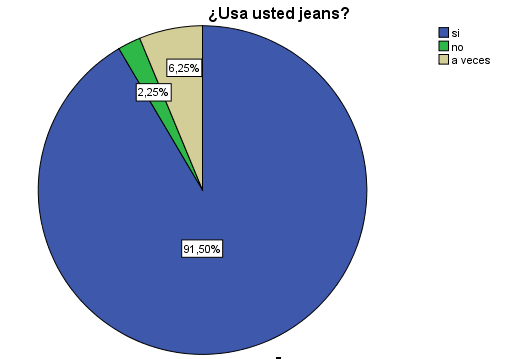 ¿Usa usted jeans?
si
no
a veces
6,25%
2,25%
91,50%